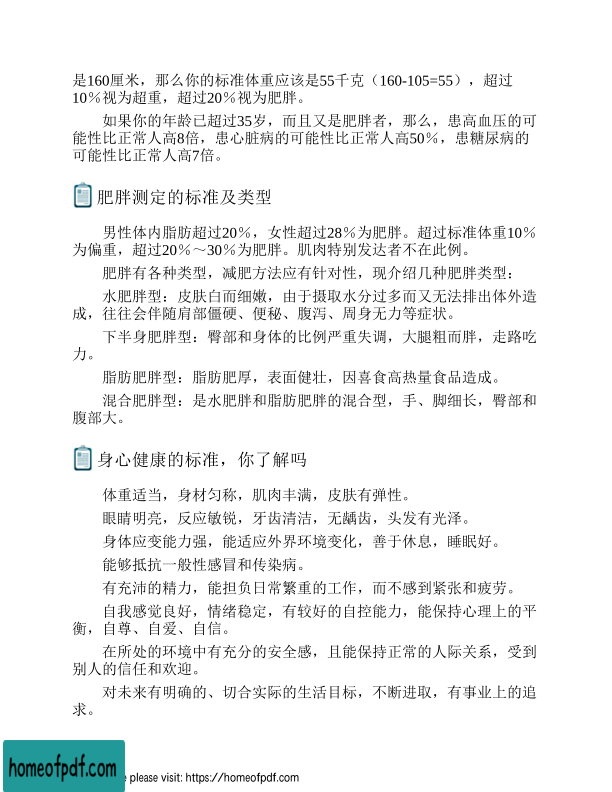 是160厘米，那么你的标准体重应该是55千克（160-105=55），超过
10％视为超重，超过20％视为肥胖。
如果你的年龄已超过35岁，而且又是肥胖者，那么，患高血压的可
能性比正常人高8倍，患心脏病的可能性比正常人高50％，患糖尿病的
可能性比正常人高7倍。
肥胖测定的标准及类型
男性体内脂肪超过20％，女性超过28％为肥胖。超过标准体重10％
为偏重，超过20％～30％为肥胖。肌肉特别发达者不在此例。
肥胖有各种类型，减肥方法应有针对性，现介绍几种肥胖类型：
水肥胖型：皮肤白而细嫩，由于摄取水分过多而又无法排出体外造
成，往往会伴随肩部僵硬、便秘、腹泻、周身无力等症状。
下半身肥胖型：臀部和身体的比例严重失调，大腿粗而胖，走路吃
力。
脂肪肥胖型：脂肪肥厚，表面健壮，因喜食高热量食品造成。
混合肥胖型：是水肥胖和脂肪肥胖的混合型，手、脚细长，臀部和
腹部大。
身心健康的标准，你了解吗
体重适当，身材匀称，肌肉丰满，皮肤有弹性。
眼睛明亮，反应敏锐，牙齿清洁，无龋齿，头发有光泽。
身体应变能力强，能适应外界环境变化，善于休息，睡眠好。
能够抵抗一般性感冒和传染病。
有充沛的精力，能担负日常繁重的工作，而不感到紧张和疲劳。
自我感觉良好，情绪稳定，有较好的自控能力，能保持心理上的平
衡，自尊、自爱、自信。
在所处的环境中有充分的安全感，且能保持正常的人际关系，受到
别人的信任和欢迎。
对未来有明确的、切合实际的生活目标，不断进取，有事业上的追
求。
homeofpdf.com
please visit: https://homeofpdf.com